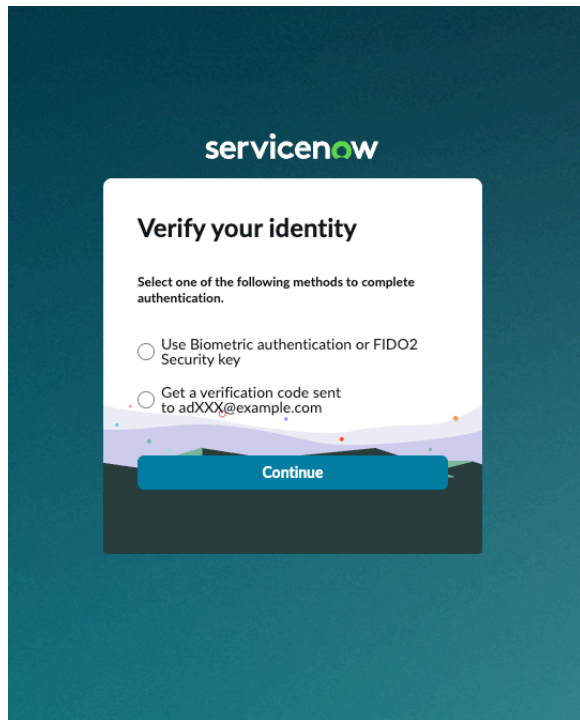 servicenow
Verify your identity
Select one of the following methods to complete
authentication.
Use Biometric authentication or FIDO2
Security key
Get a verification code sent
to adXXX@example.com
Continue